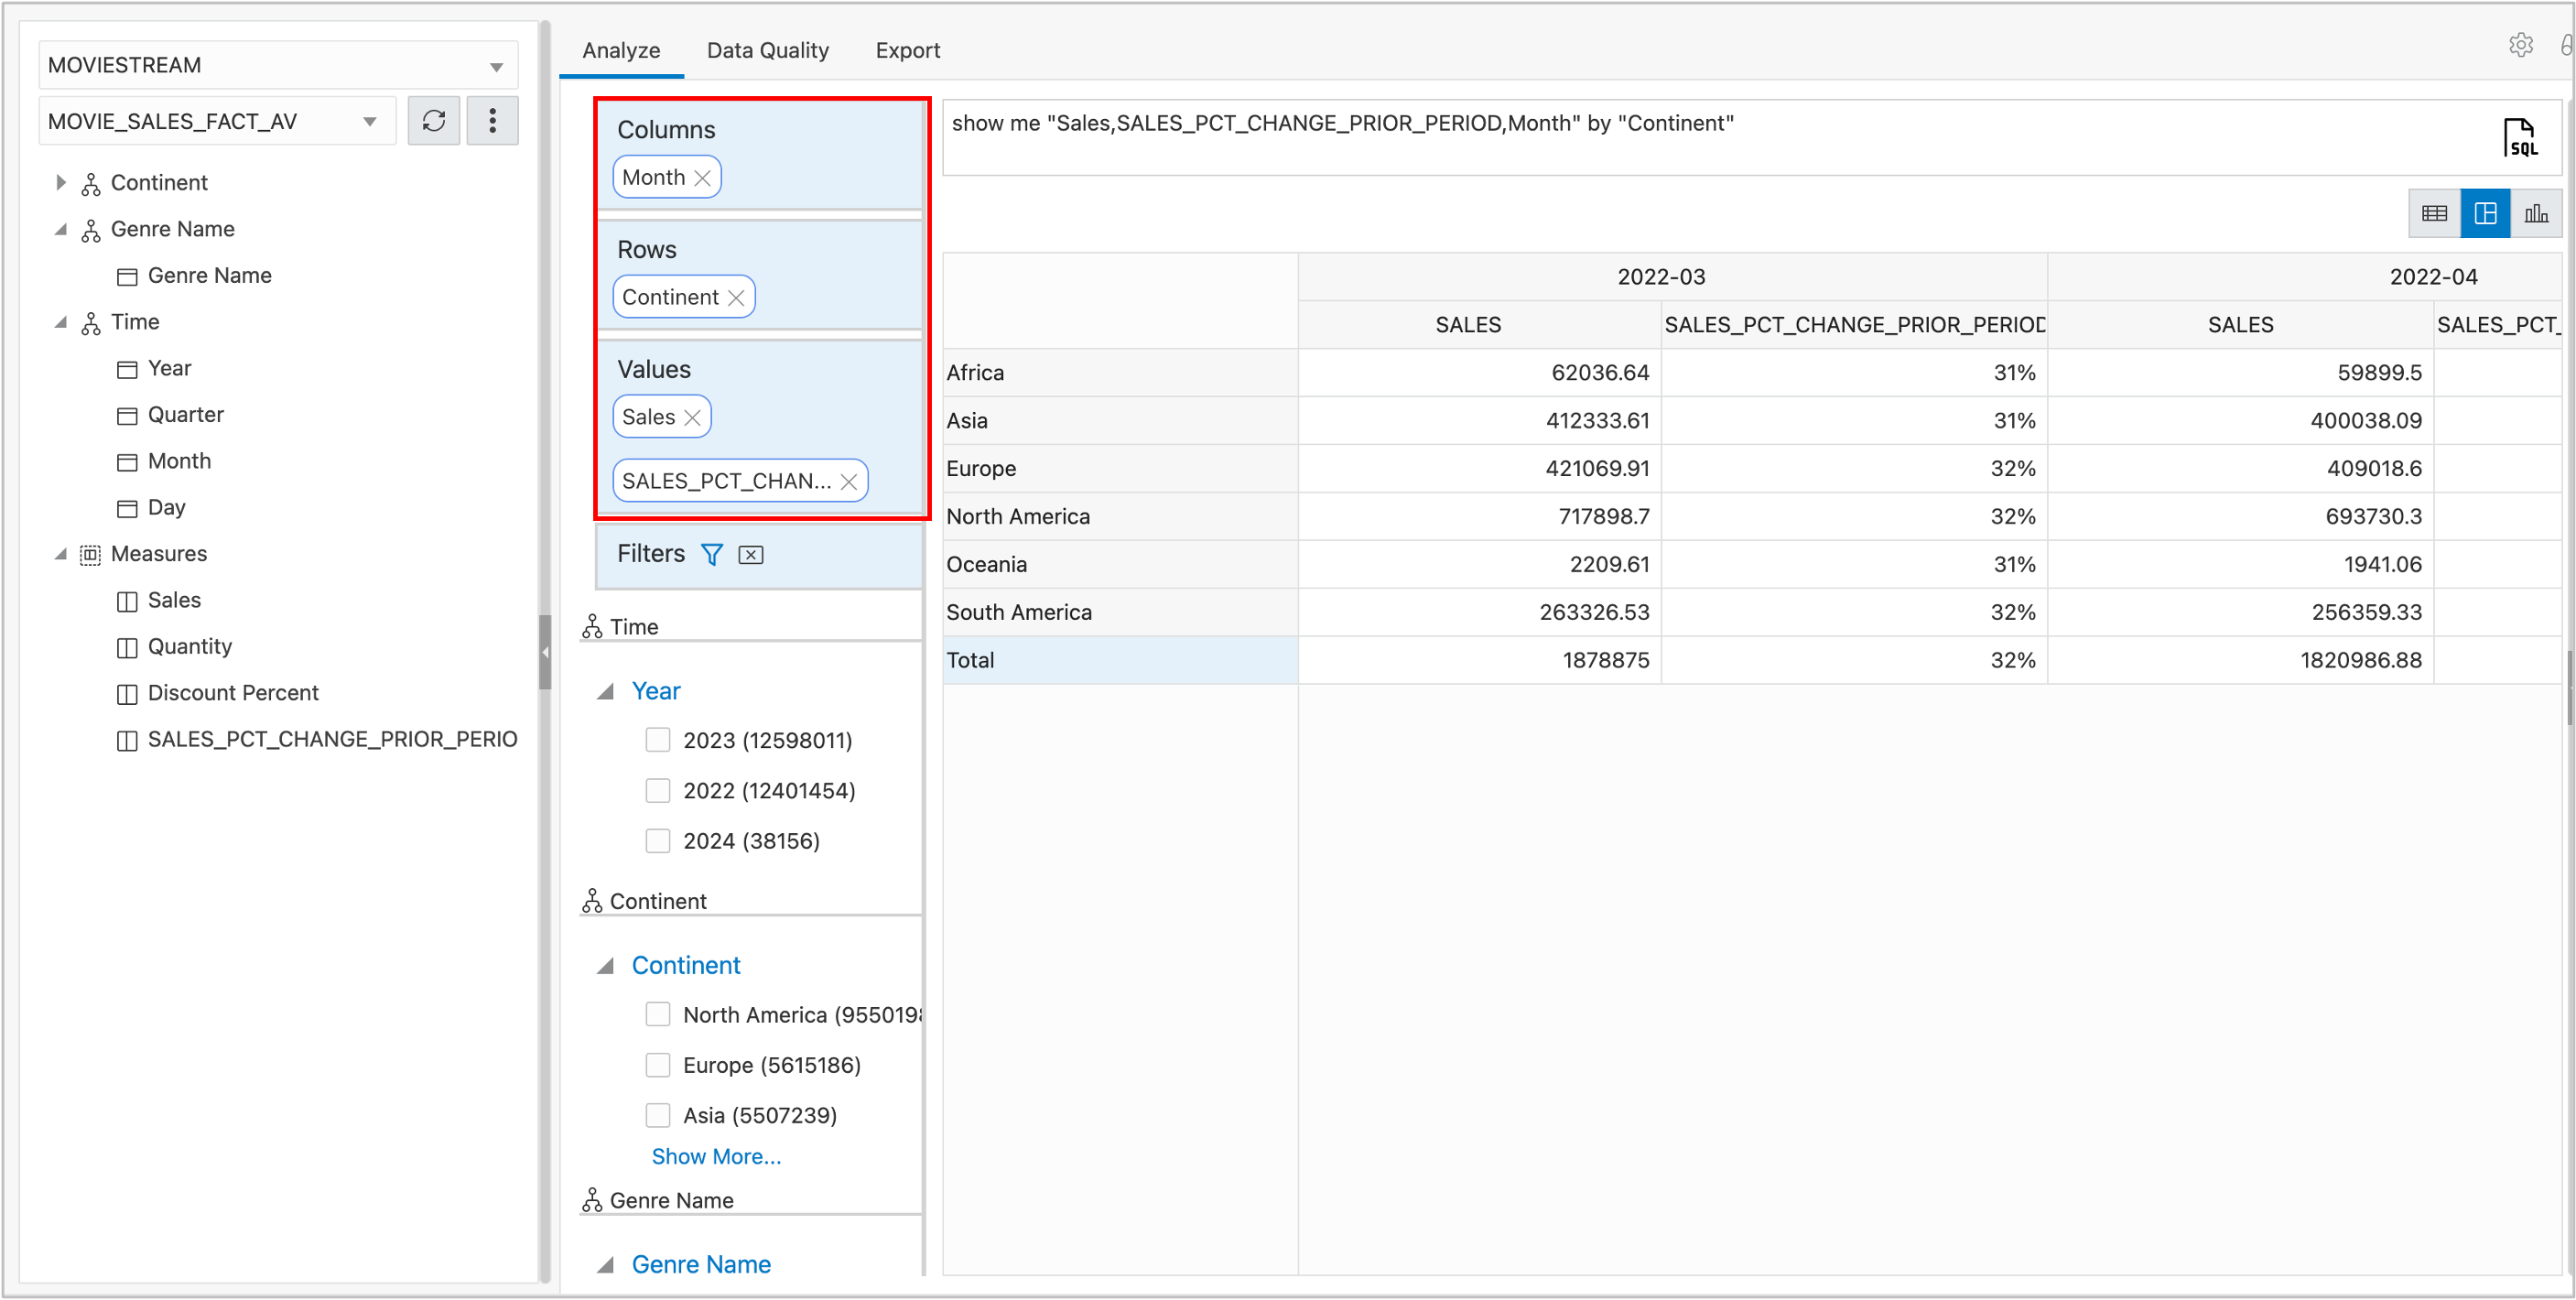 MOVIESTREAM
MOVIE_SALES_FACT_AV
Continent
Genre Name
Genre Name
Time
Year
Quarter
Month
Day
Measures
Sales
Quantity
Discount Percent
SALES_PCT_CHANGE_PRIOR_PERIO
Analyze Data Quality Export
Columns
Month
Rows
Continent
Values
Sales
SALES_PCT_CHAN...
Filters
Time
Year
2023 (12598011)
2022 (12401454)
2024 (38156)
Continent
Continent
North America (955019
Europe (5615186)
Asia (5507239)
Show More...
Genre Name
Genre Name
show me "Sales,SALES_PCT_CHANGE_PRIOR_PERIOD,Month" by "Continent"
SQL
2022-03 2022-04
SALES SALES_PCT_CHANGE_PRIOR_PERIOD SALES SALES_PCT_
Africa 62036.64 31% 59899.5
Asia 412333.61 31% 400038.09
Europe 421069.91 32% 409018.6
North America 717898.7 32% 693730.3
Oceania 2209.61 31% 1941.06
South America 263326.53 32% 256359.33
Total 1878875 32% 1820986.88